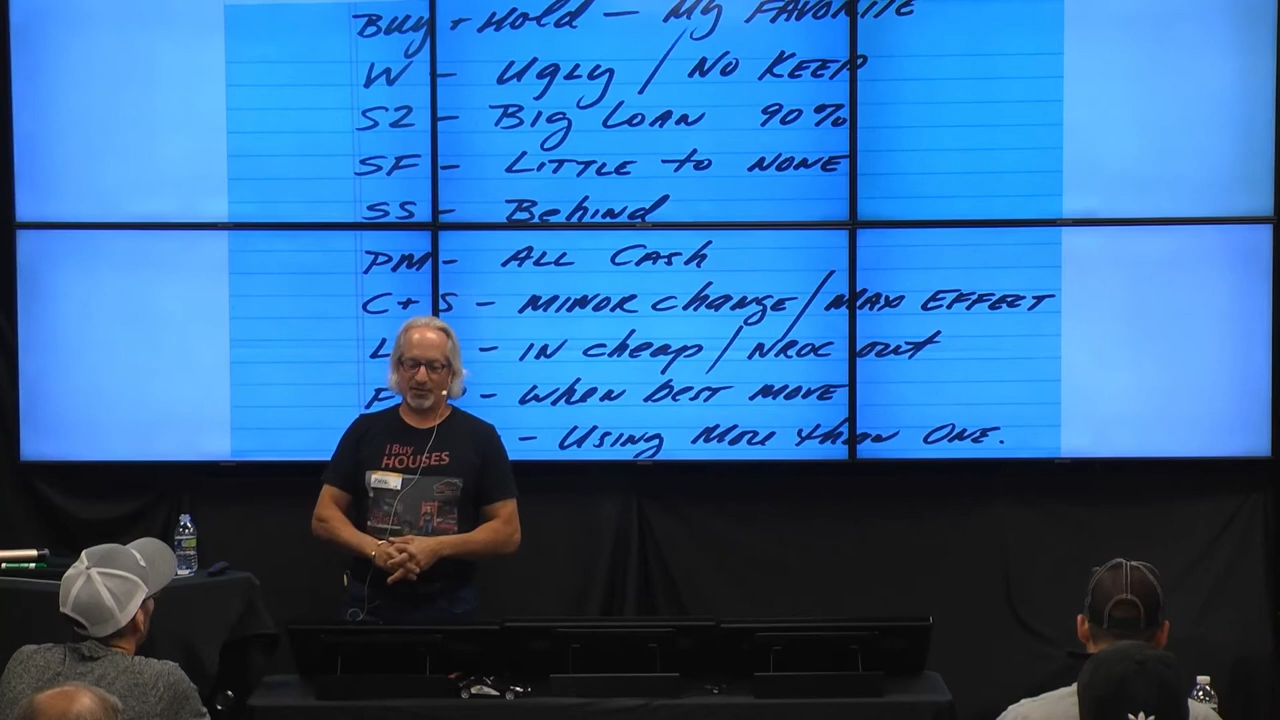 Buy + Hold — My FAVORITE
W - Ugly / No KEEP
S2 - Big LOAN 90%
SF - LITTLE to NONE
SS - Behind
PM - ALL CASH
C + S - MINOR change / MAX EFFECT
- IN cheap / NROC out
- when best MOVE
- Using More than ONE.
I Buy
HOUSES